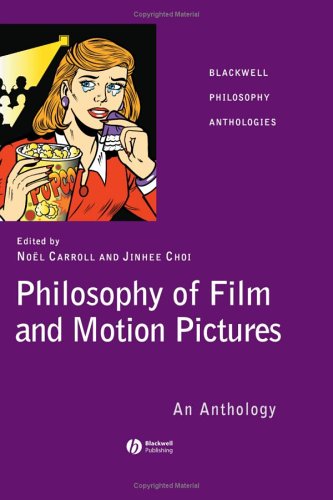 BLACKWELL
PHILOSOPHY
ANTHOLOGIES
POPCO
Edited by
NOËL CARROLL AND JINHEE CHOI
Philosophy of Film
and Motion Pictures
An Anthology
Blackwell
Publishing